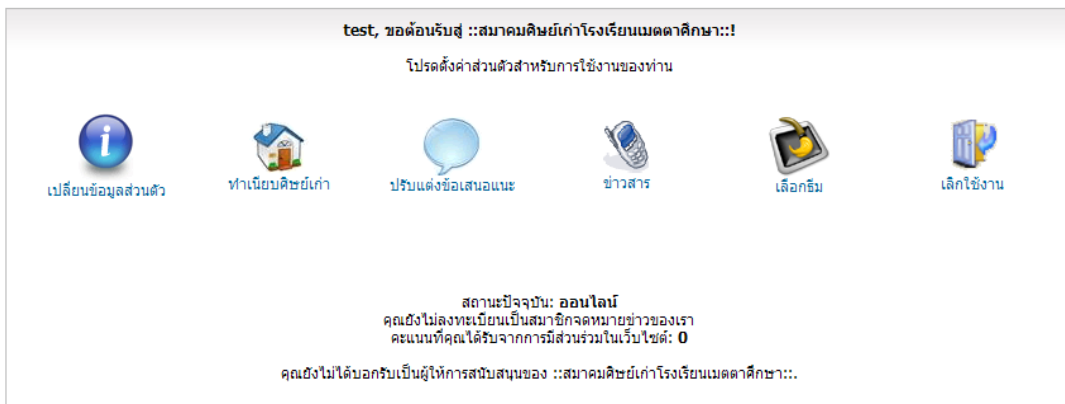 test, ขอต้อนรับสู่ ::สมาคมศิษย์เก่าโรงเรียนเมตตาศึกษา::!
โปรดตั้งค่าส่วนตัวสำหรับการใช้งานของท่าน
เปลี่ยนข้อมูลส่วนตัว
ทำเนียบศิษย์เก่า
ปรับแต่งข้อเสนอแนะ
ข่าวสาร
เลือกธีม
เลิกใช้งาน
สถานะปัจจุบัน: ออนไลน์
คุณยังไม่ลงทะเบียนเป็นสมาชิกจดหมายข่าวของเรา
คะแนนที่คุณได้รับจากการมีส่วนร่วมในเว็บไซต์: 0
คุณยังไม่ได้บอกรับเป็นผู้ให้การสนับสนุนของ ::สมาคมศิษย์เก่าโรงเรียนเมตตาศึกษา::.